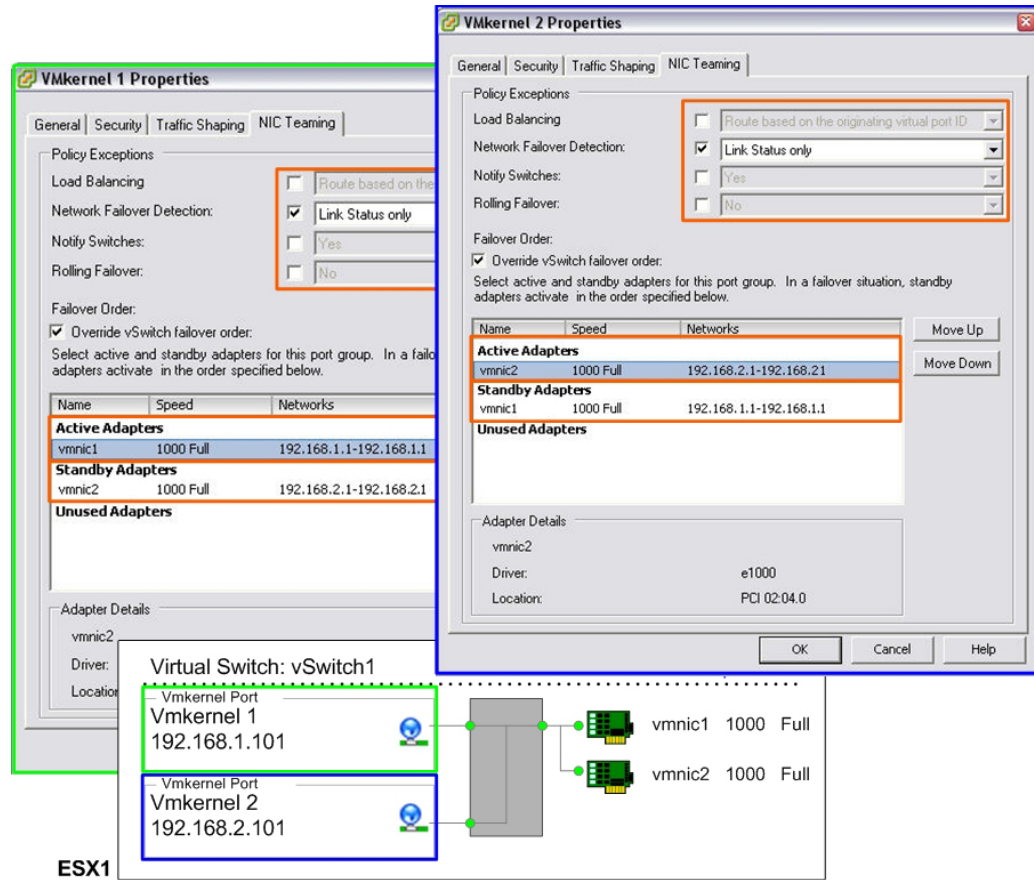 VMkernel 1 Properties
General Security Traffic Shaping NIC Teaming
Policy Exceptions
Load Balancing Route based on the
Network Failover Detection: Link Status only
Notify Switches: Yes
Rolling Failover: No
Failover Order:
Override vSwitch failover order:
Select active and standby adapters for this port group. In a failo
adapters activate in the order specified below.
Name Speed Networks
Active Adapters
vmnic1 1000 Full 192.168.1.1-192.168.1.1
Standby Adapters
vmnic2 1000 Full 192.168.2.1-192.168.2.1
Unused Adapters
Adapter Details
vmnic2
Driver:
Location
VMkernel 2 Properties
General Security Traffic Shaping NIC Teaming
Policy Exceptions
Load Balancing Route based on the originating virtual port ID
Network Failover Detection: Link Status only
Notify Switches: Yes
Rolling Failover: No
Failover Order:
Override vSwitch failover order:
Select active and standby adapters for this port group. In a failover situation, standby
adapters activate in the order specified below.
Name Speed Networks Move Up
Active Adapters
vmnic2 1000 Full 192.168.2.1-192.168.21 Move Down
Standby Adapters
vmnic1 1000 Full 192.168.1.1-192.168.1.1
Unused Adapters
Adapter Details
vmnic2
Driver: e1000
Location: PCI 02:04.0
OK Cancel Help
Virtual Switch: vSwitch1
Vmkernel Port
Vmkernel 1
192.168.1.101
vmnic1 1000 Full
vmnic2 1000 Full
Vmkernel Port
Vmkernel 2
192.168.2.101
ESX1